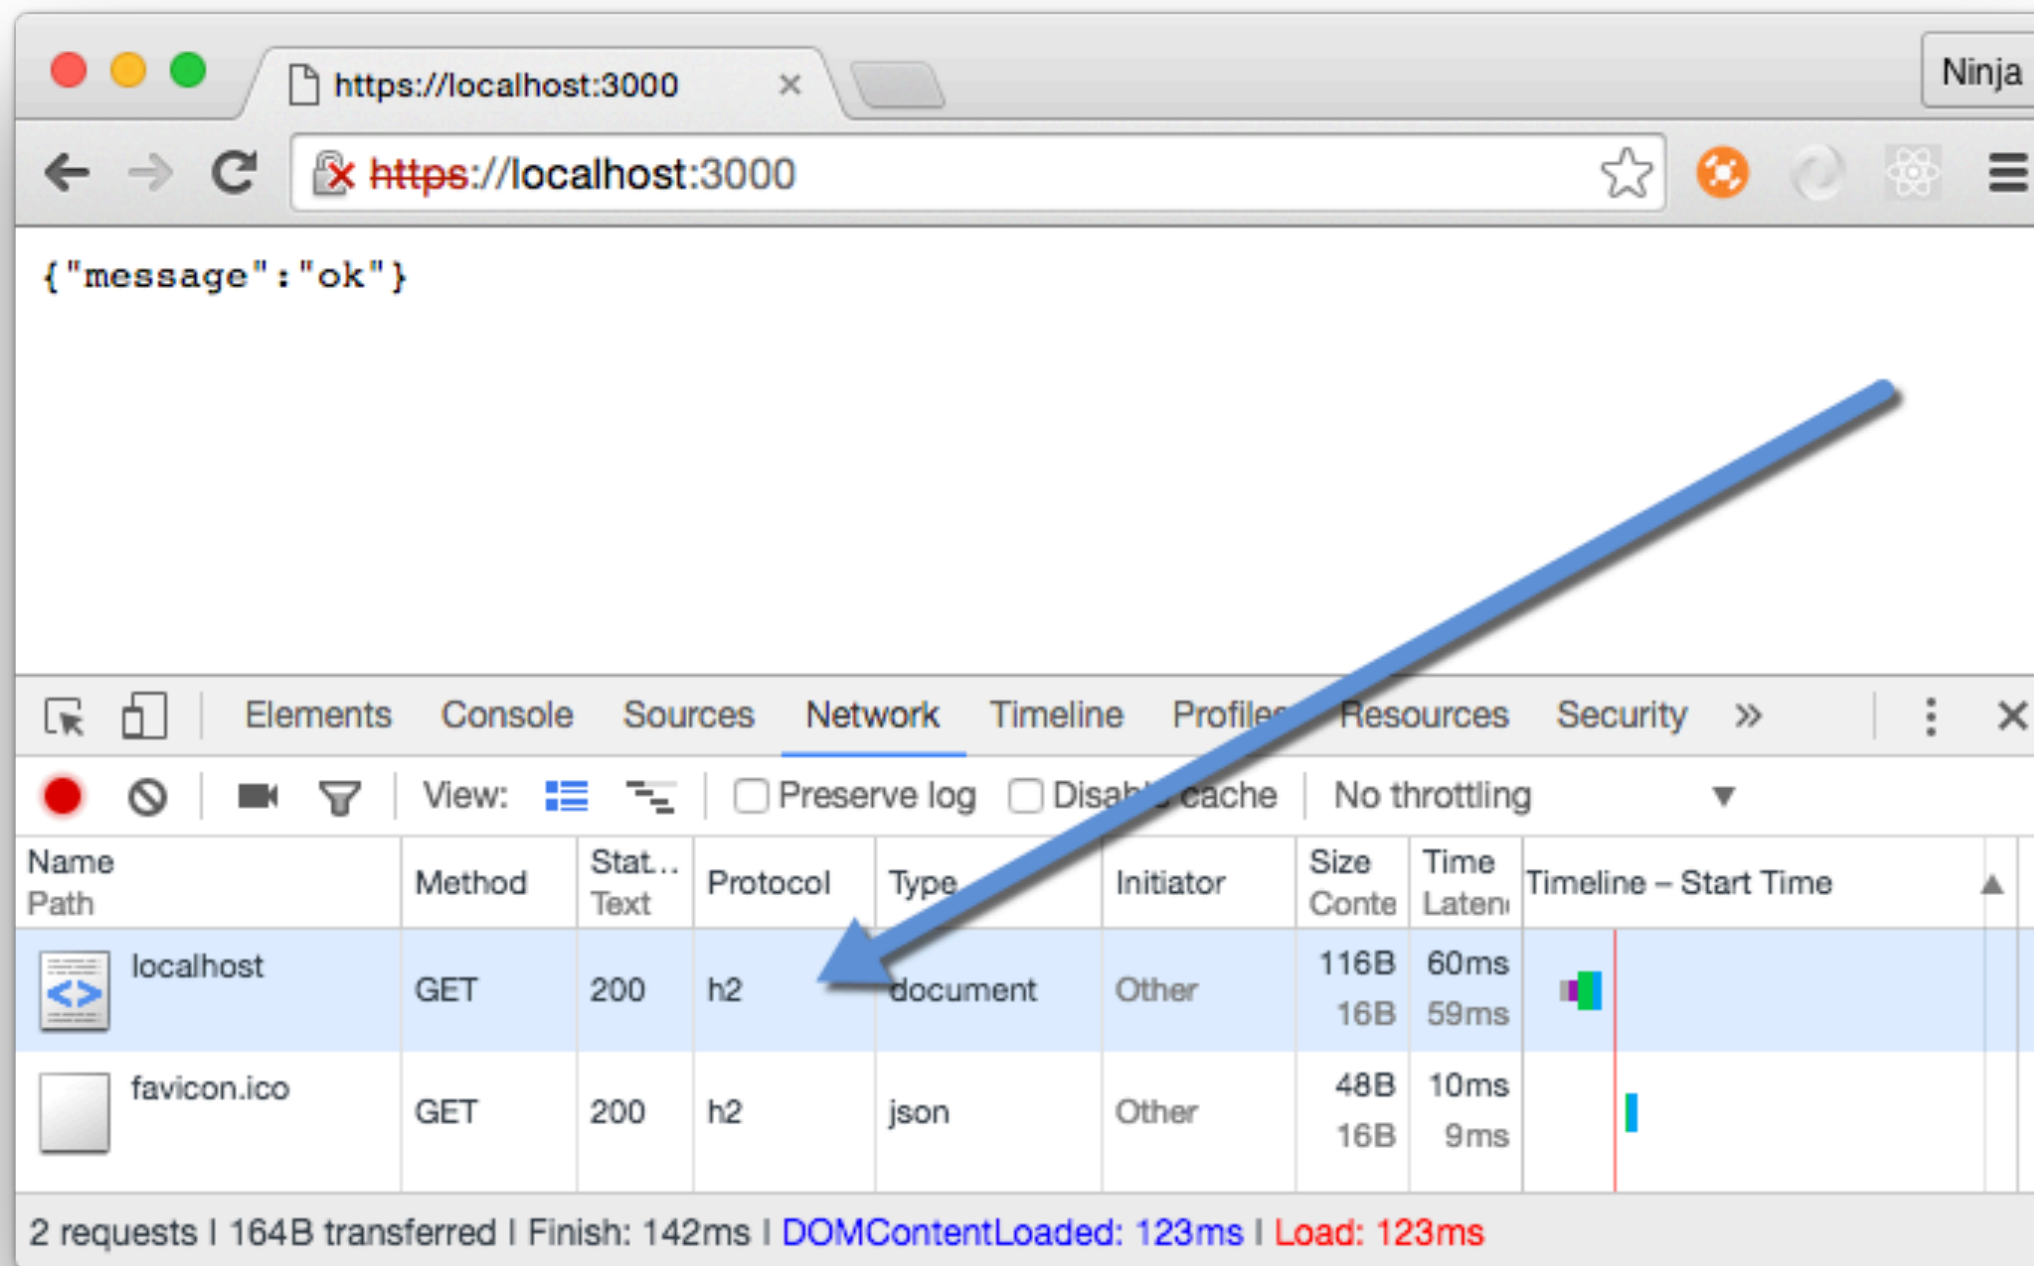 https://localhost:3000
Ninja
https://localhost:3000
{"message":"ok"}
Elements Console Sources Network Timeline Profiles Resources Security »
View: Preserve log Disable cache No throttling
Name Method Stat... Protocol Type Initiator Size Time Timeline – Start Time
Path Text Conte Laten
localhost GET 200 h2 document Other 116B 60ms
16B 59ms
favicon.ico GET 200 h2 json Other 48B 10ms
16B 9ms
2 requests | 164B transferred | Finish: 142ms | DOMContentLoaded: 123ms | Load: 123ms